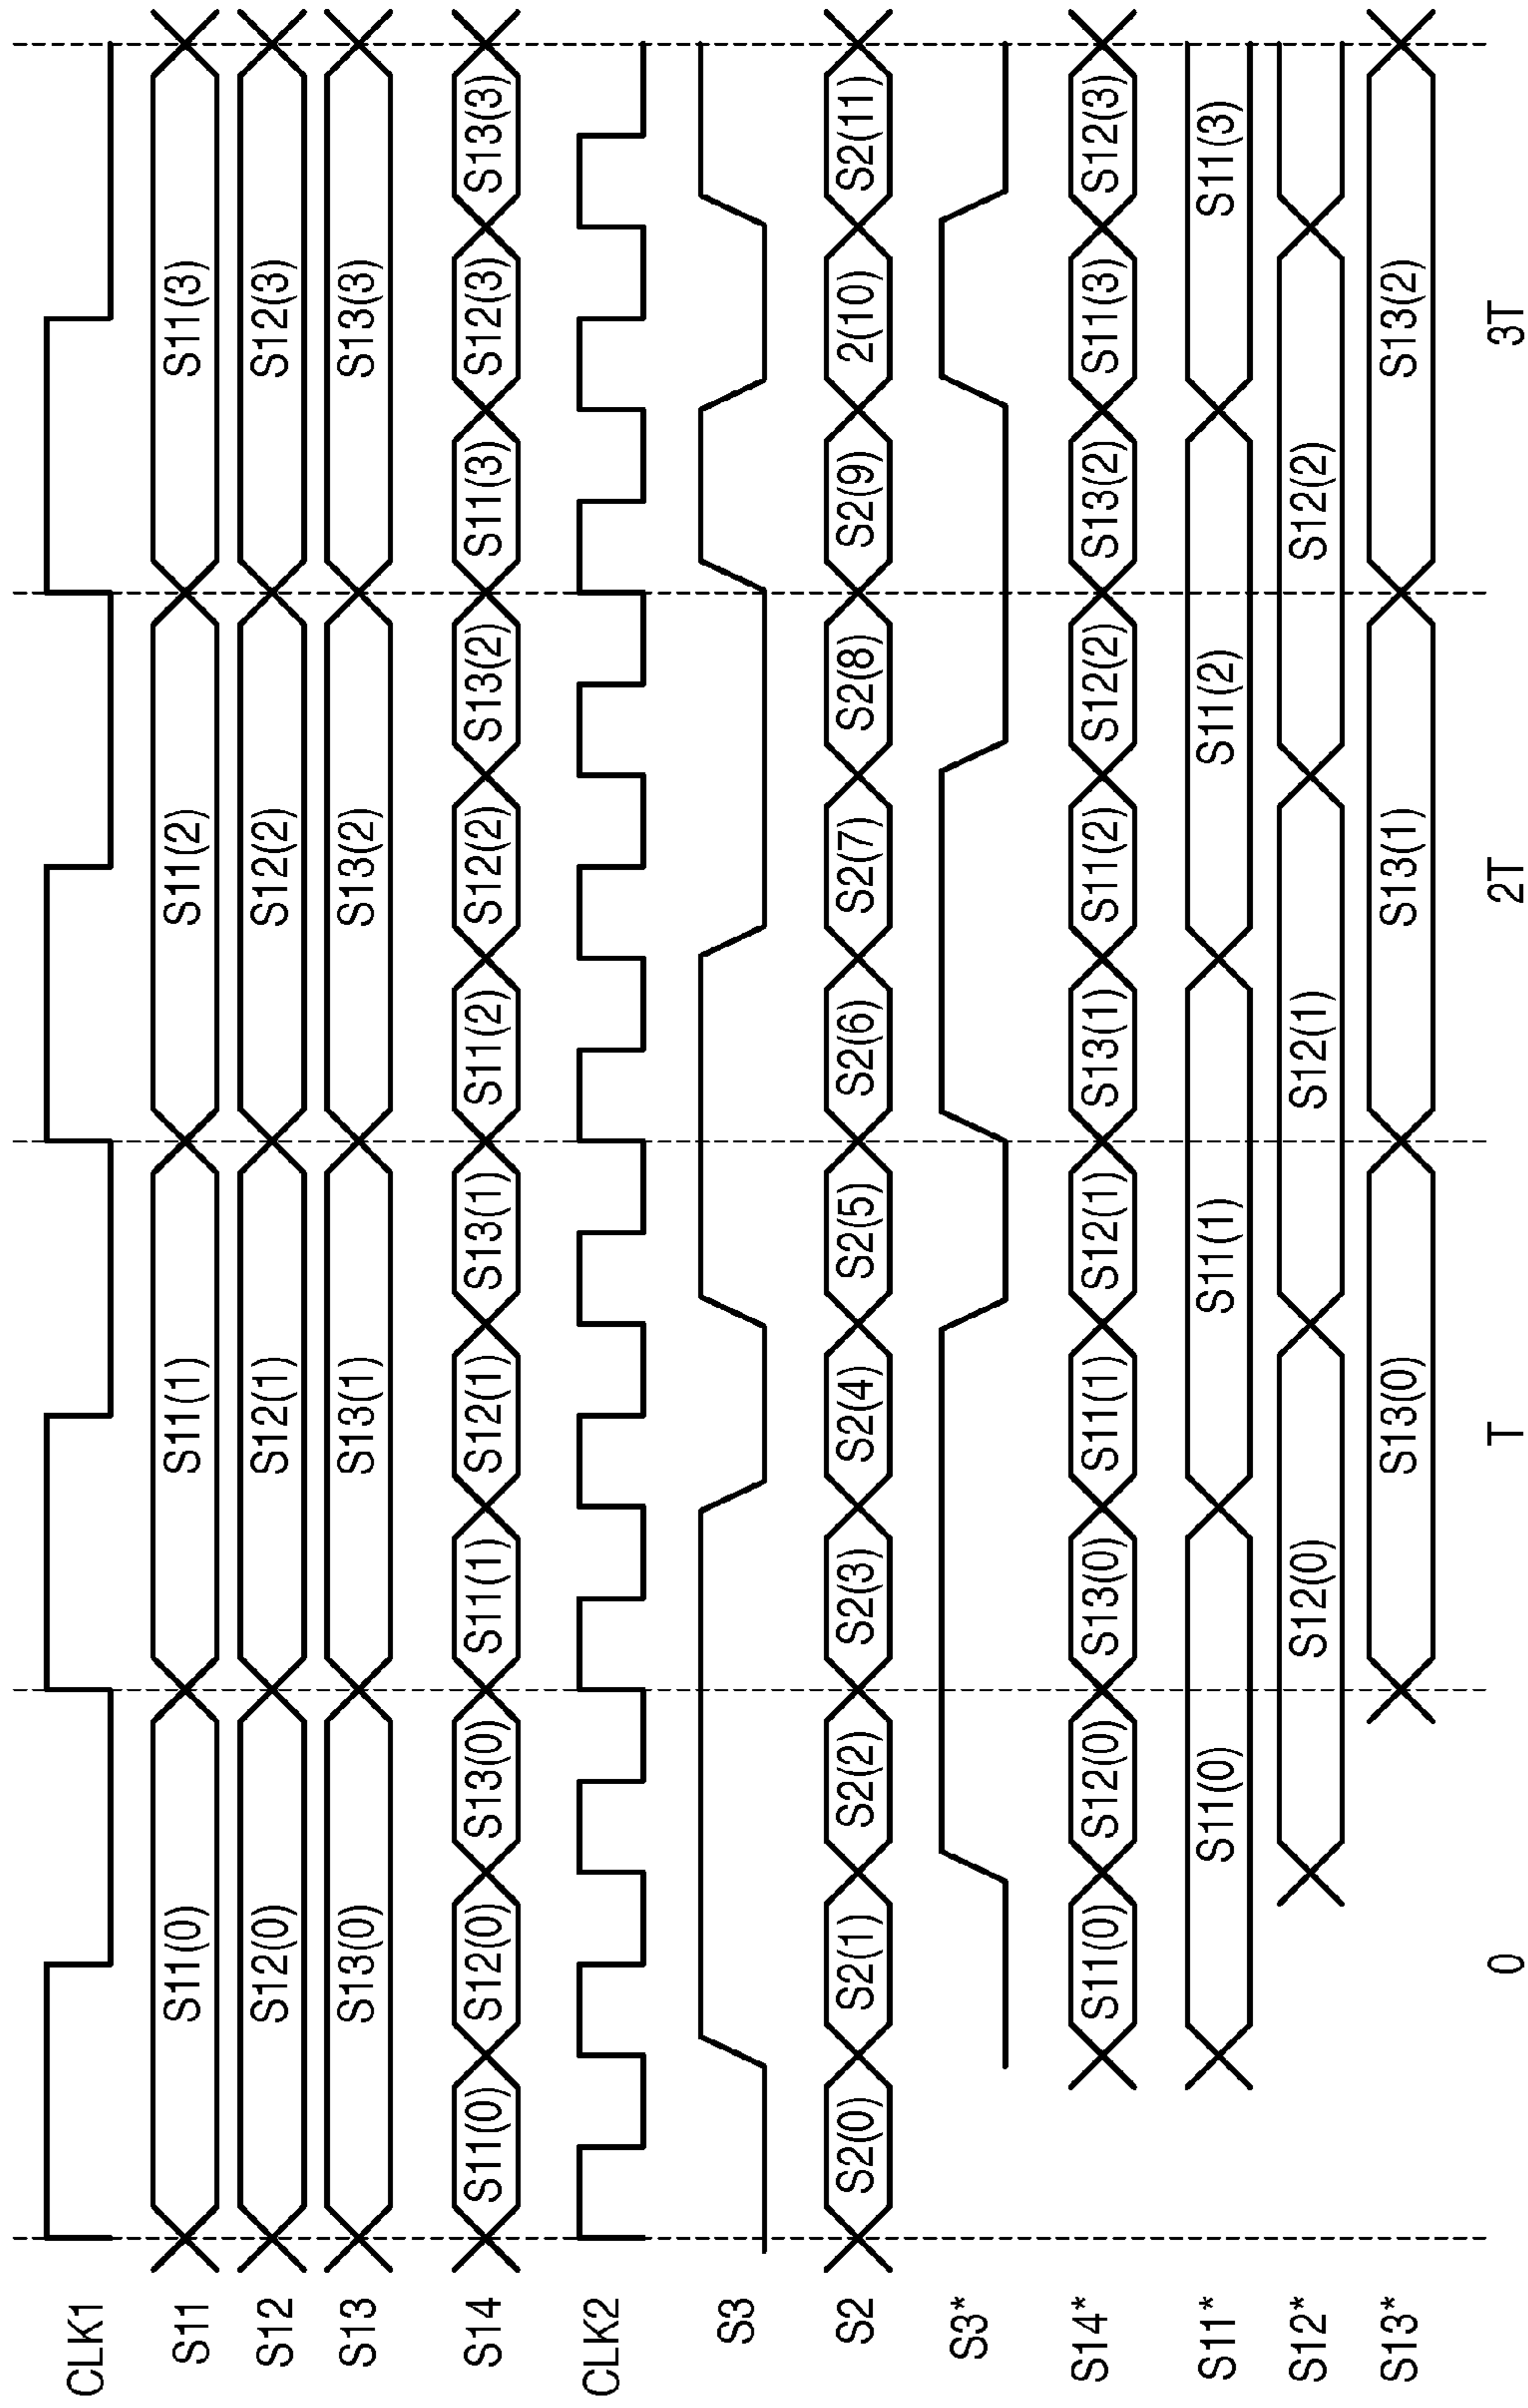 CLK1
S11 S11(0) S11(1) S11(2) S11(3)
S12 S12(0) S12(1) S12(2) S12(3)
S13 S13(0) S13(1) S13(2) S13(3)
S14 S11(0) S12(0) S13(0) S11(1) S12(1) S13(1) S11(2) S12(2) S13(2) S11(3) S12(3) S13(3)
CLK2
S3
S2 S2(0) S2(1) S2(2) S2(3) S2(4) S2(5) S2(6) S2(7) S2(8) S2(9) 2(10) S2(11)
S3*
S14* S11(0) S12(0) S13(0) S11(1) S12(1) S13(1) S11(2) S12(2) S13(2) S11(3) S12(3)
S11* S11(0) S11(1) S11(2) S11(3)
S12* S12(0) S12(1) S12(2)
S13* S13(0) S13(1) S13(2)
0 T 2T 3T